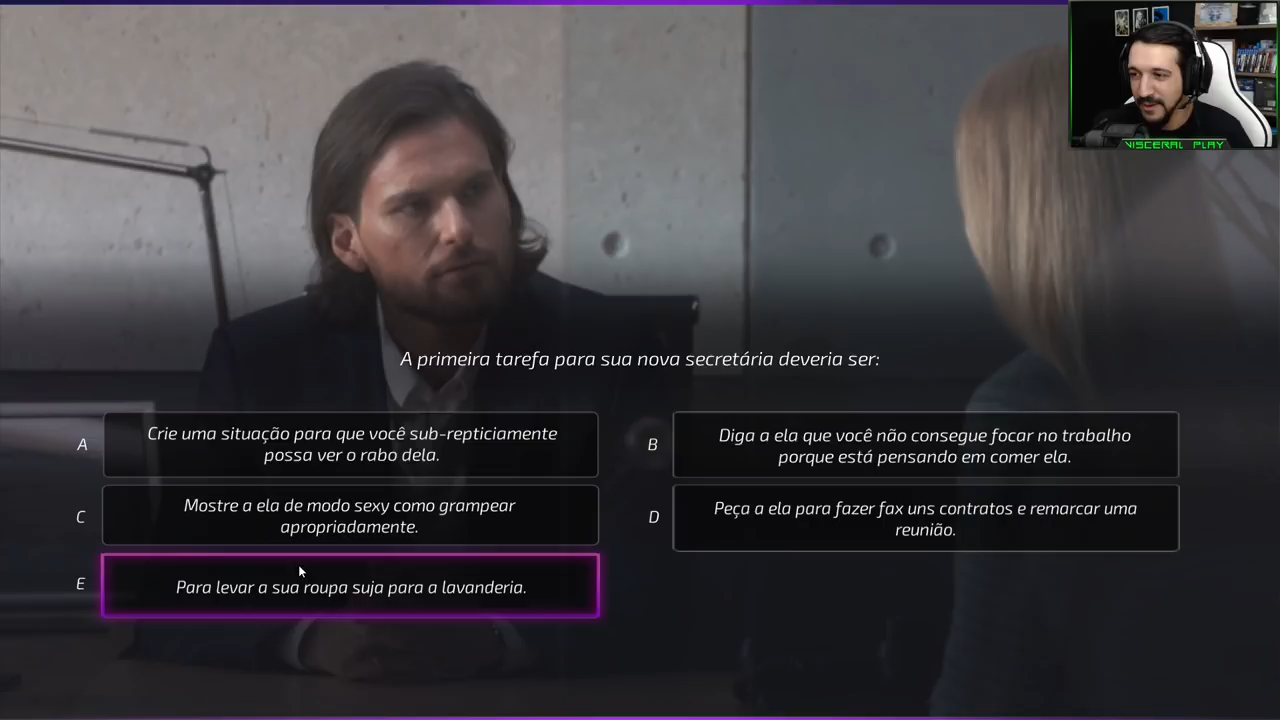 VISCERAL PLAY
A primeira tarefa para sua nova secretária deveria ser:
A
Crie uma situação para que você sub-repticiamente
possa ver o rabo dela.
B
Diga a ela que você não consegue focar no trabalho
porque está pensando em comer ela.
C
Mostre a ela de modo sexy como grampear
apropriadamente.
D
Peça a ela para fazer fax uns contratos e remarcar uma
reunião.
E
Para levar a sua roupa suja para a lavanderia.